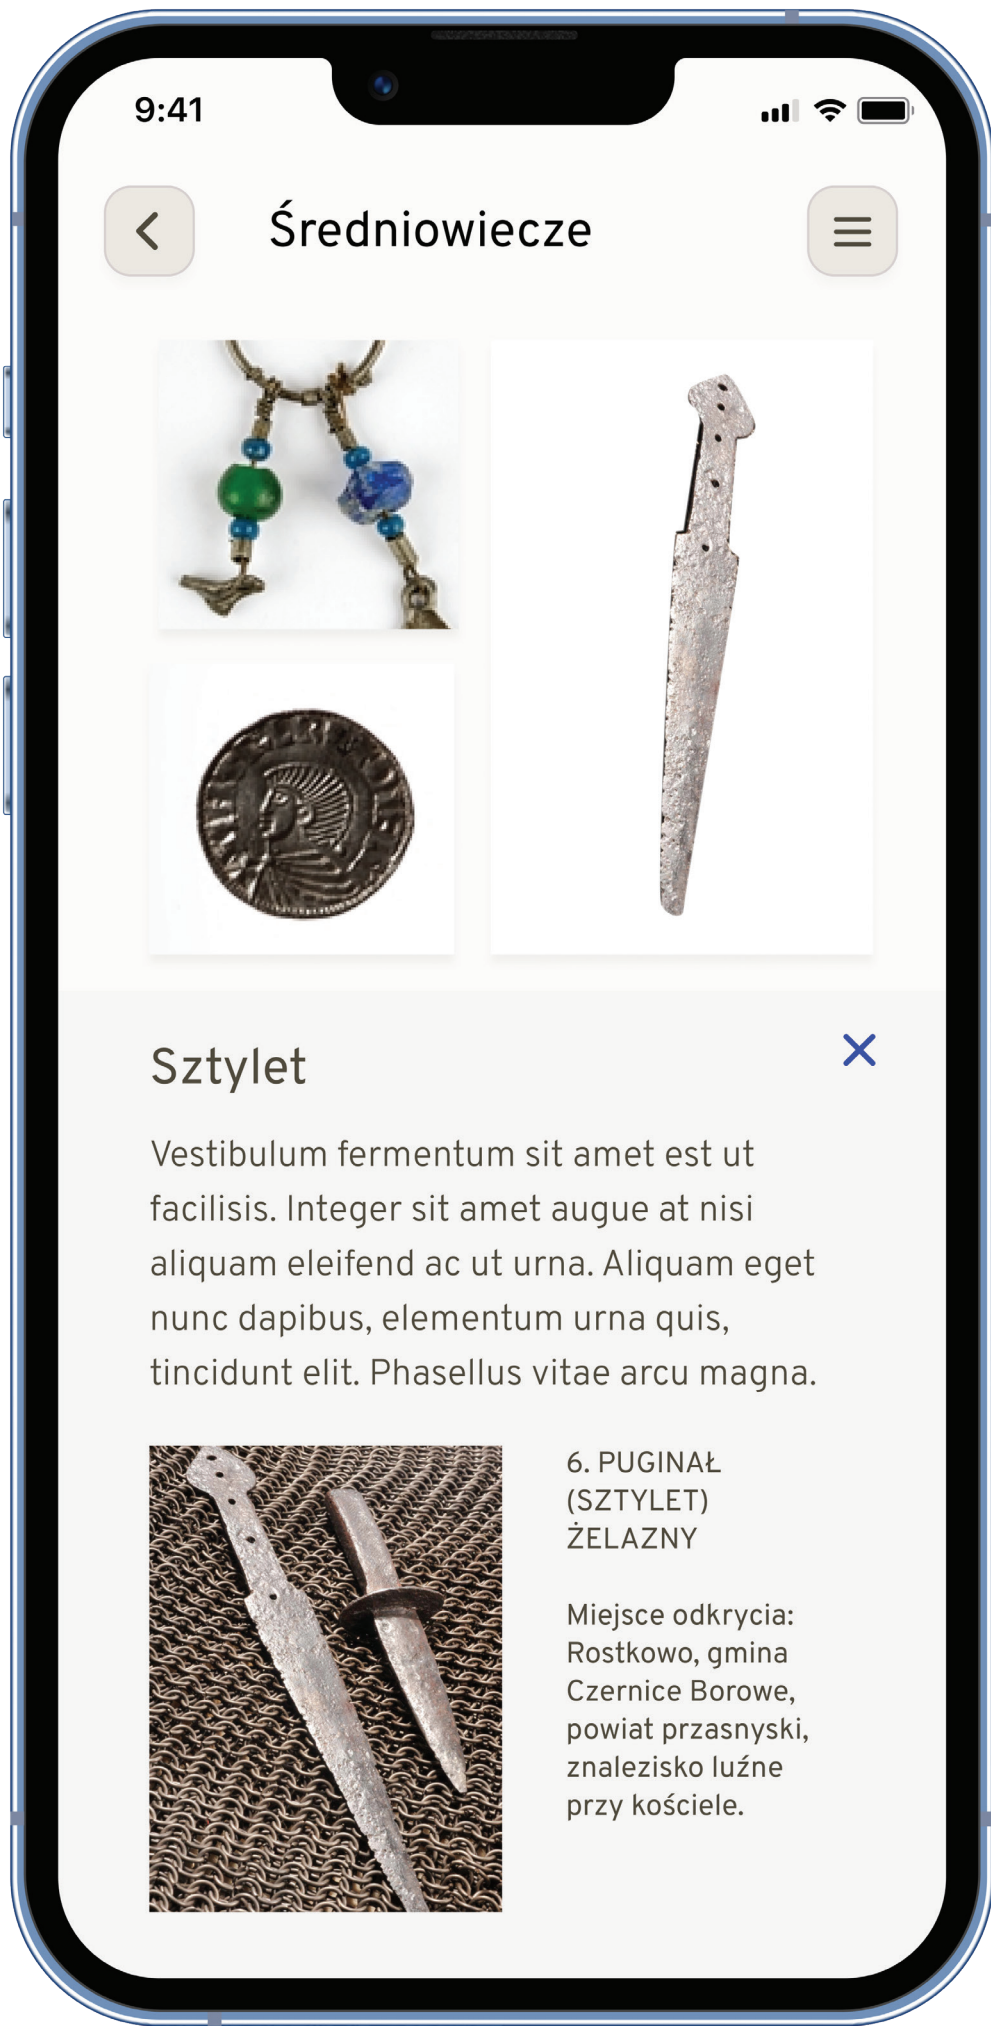 9:41
Średniowiecze
Sztylet
Vestibulum fermentum sit amet est ut
facilisis. Integer sit amet augue at nisi
aliquam eleifend ac ut urna. Aliquam eget
nunc dapibus, elementum urna quis,
tincidunt elit. Phasellus vitae arcu magna.
6. PUGINAŁ
(SZTYLET)
ŻELAZNY
Miejsce odkrycia:
Rostkowo, gmina
Czernice Borowe,
powiat przasnyski,
znalezisko luźne
przy kościele.